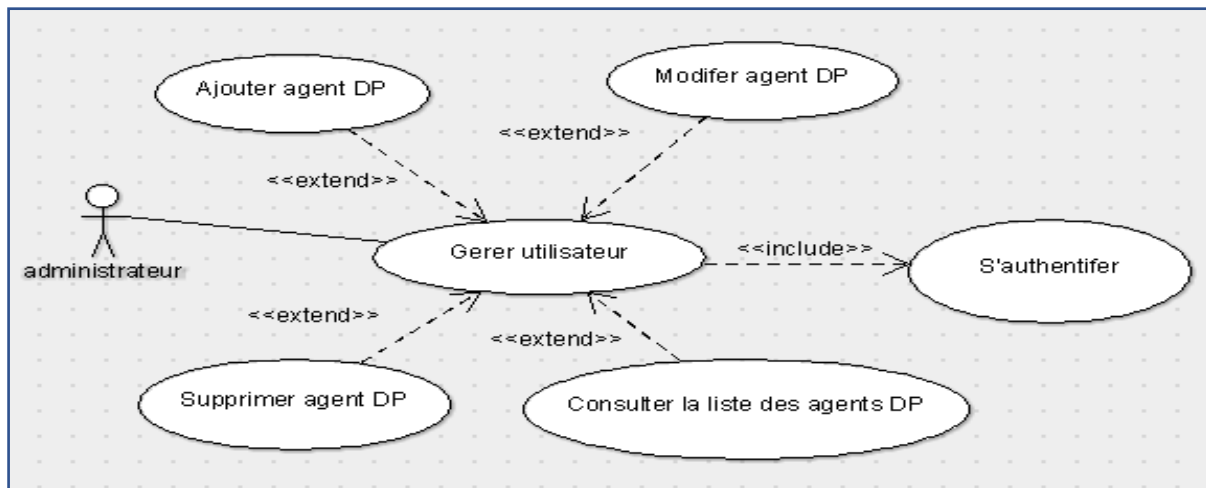 Ajouter agent DP
Modifer agent DP
<<extend>>
<<extend>>
administrateur
Gerer utilisateur
<<include>>
S'authentifer
<<extend>>
<<extend>>
Supprimer agent DP
Consulter la liste des agents DP